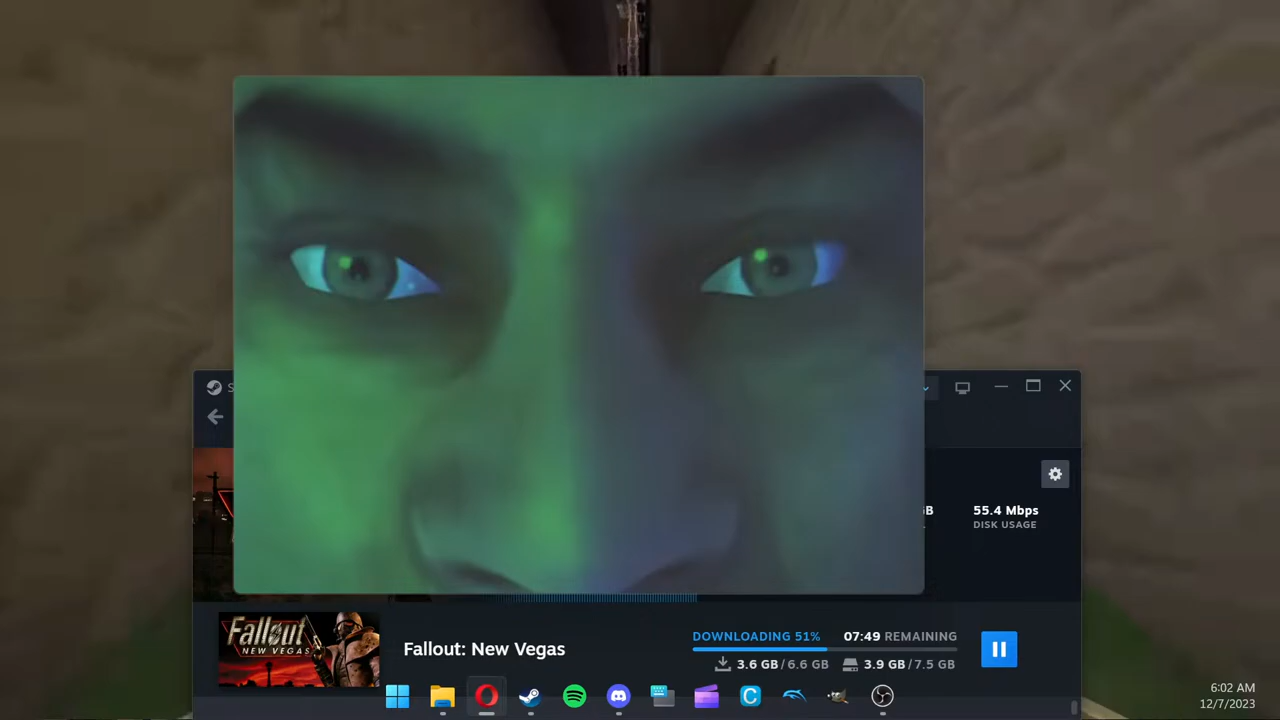 S
GB
55.4 Mbps
DISK USAGE
Fallout
NEW VEGAS
Fallout: New Vegas
DOWNLOADING 51%
07:49 REMAINING
3.6 GB/6.6 GB
3.9 GB/7.5 GB
6:02 AM
12/7/2023